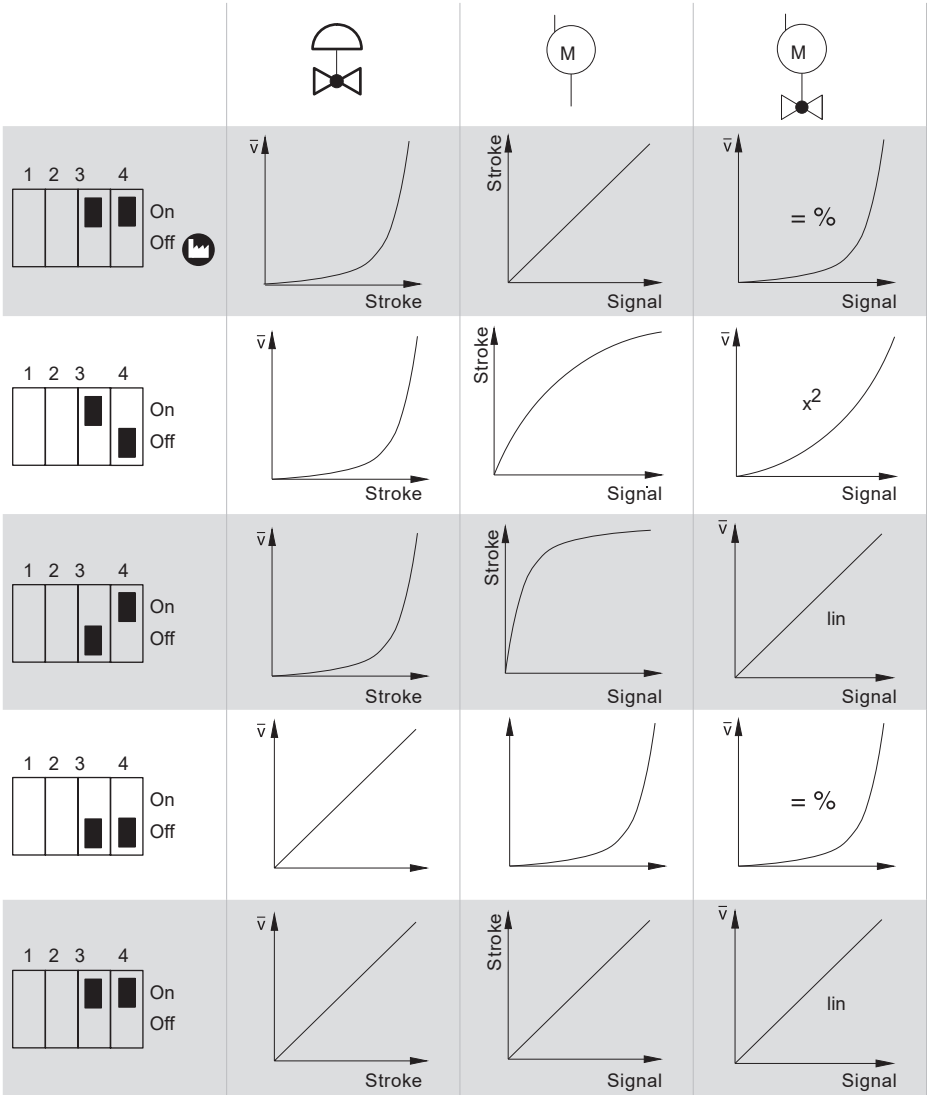 M
M
1 2 3 4
On
Off
v̅
Stroke
Stroke
Signal
v̅
= %
Signal
1 2 3 4
On
Off
v̅
Stroke
Stroke
Signal
v̅
x²
Signal
1 2 3 4
On
Off
v̅
Stroke
Stroke
Signal
v̅
lin
Signal
1 2 3 4
On
Off
v̅
v̅
= %
1 2 3 4
On
Off
v̅
Stroke
Stroke
Signal
v̅
lin
Signal